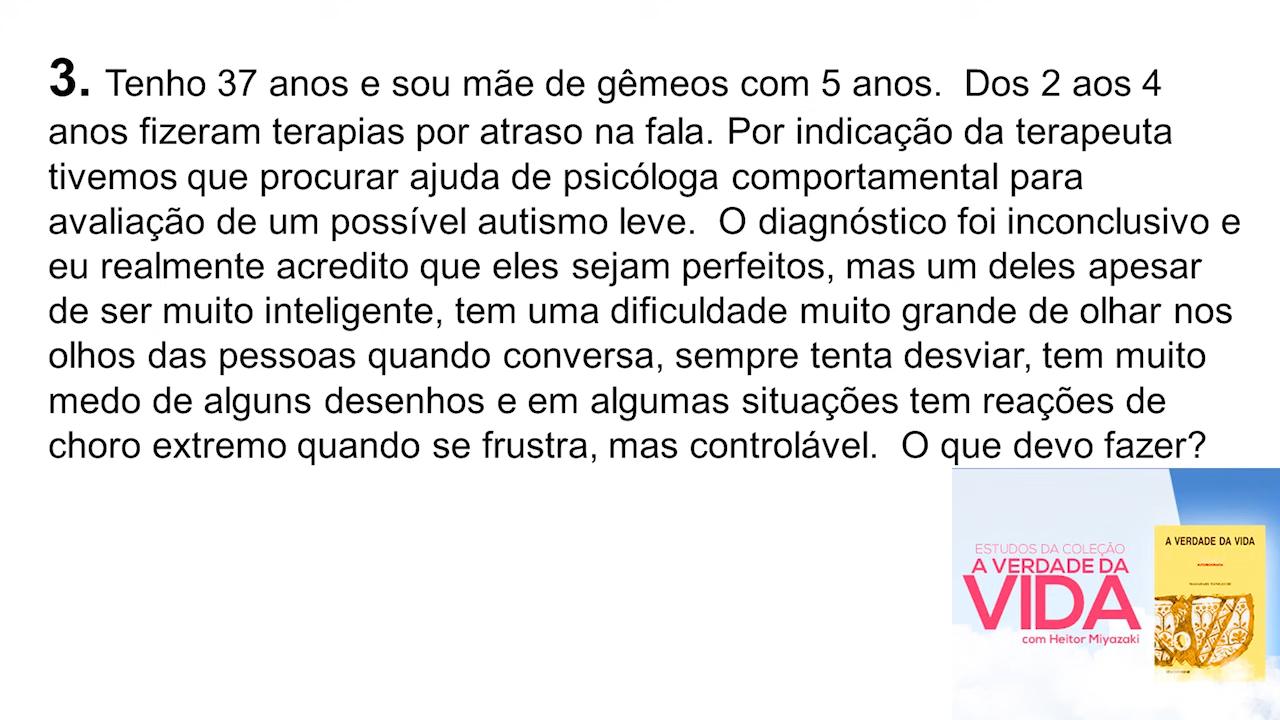 3. Tenho 37 anos e sou mãe de gêmeos com 5 anos. Dos 2 aos 4
anos fizeram terapias por atraso na fala. Por indicação da terapeuta
tivemos que procurar ajuda de psicóloga comportamental para
avaliação de um possível autismo leve. O diagnóstico foi inconclusivo e
eu realmente acredito que eles sejam perfeitos, mas um deles apesar
de ser muito inteligente, tem uma dificuldade muito grande de olhar nos
olhos das pessoas quando conversa, sempre tenta desviar, tem muito
medo de alguns desenhos e em algumas situações tem reações de
choro extremo quando se frustra, mas controlável. O que devo fazer?
ESTUDOS DA COLEÇÃO
A VERDADE DA
VIDA
com Heitor Miyazaki
A VERDADE DA VIDA